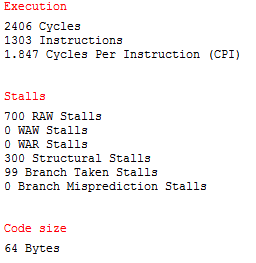 Execution
2406 Cycles
1303 Instructions
1.847 Cycles Per Instruction (CPI)
Stalls
700 RAW Stalls
0 WAW Stalls
0 WAR Stalls
300 Structural Stalls
99 Branch Taken Stalls
0 Branch Misprediction Stalls
Code size
64 Bytes